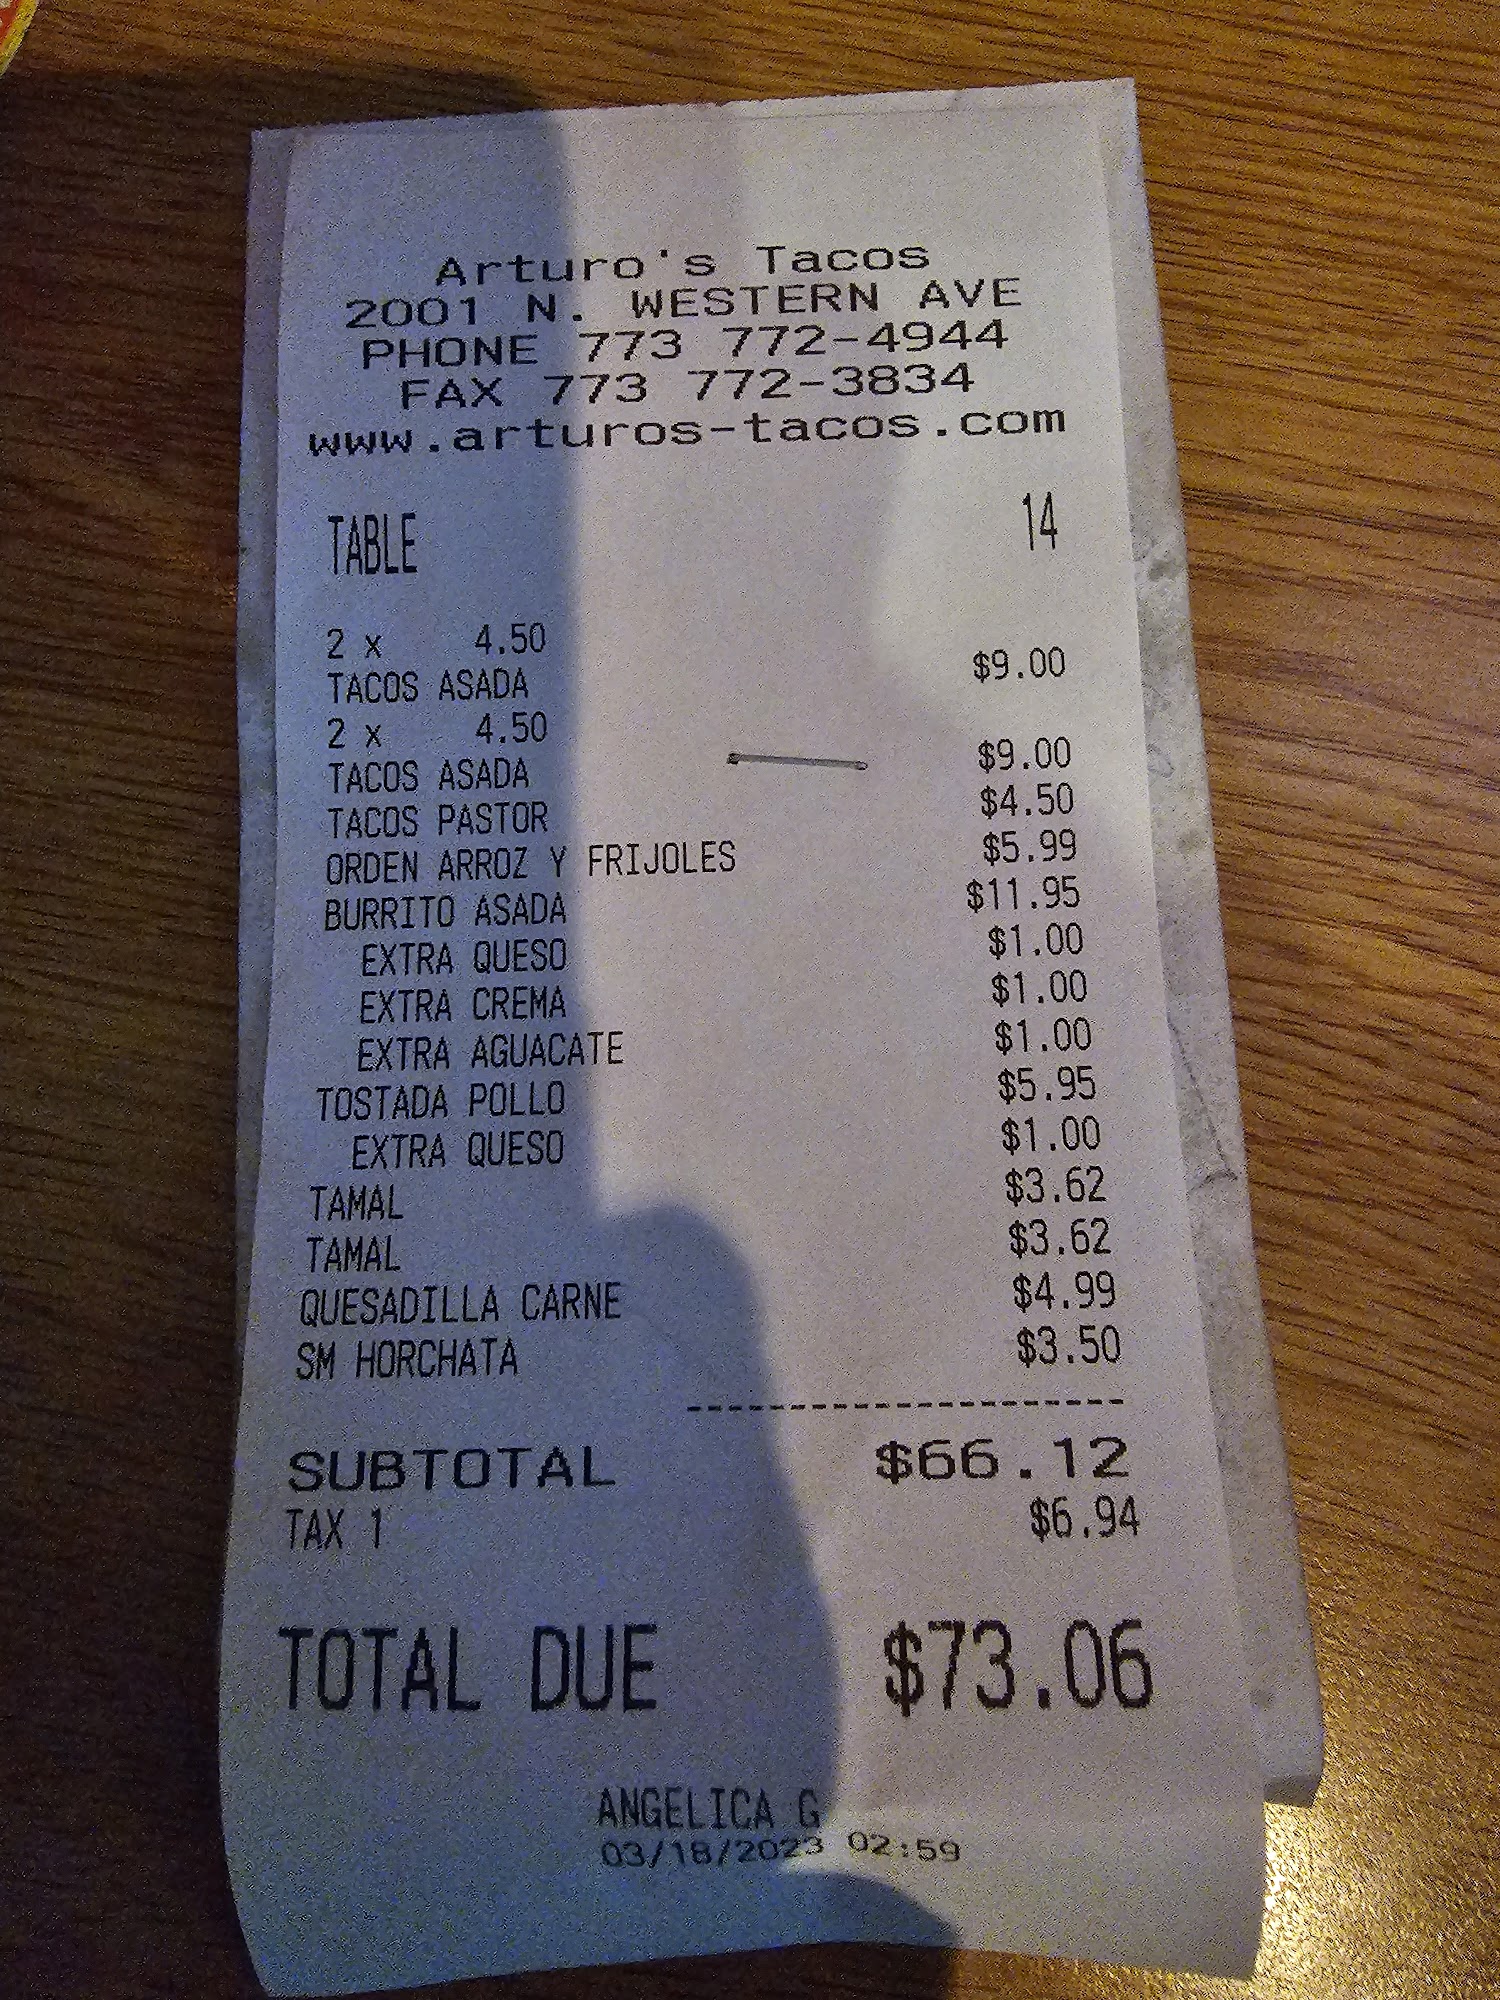 Arturo's Tacos
2001 N. WESTERN AVE
PHONE 773 772-4944
FAX 773 772-3834
www.arturos-tacos.com
TABLE 14
2 x 4.50
TACOS ASADA $9.00
2 x 4.50
TACOS ASADA $9.00
TACOS PASTOR $4.50
ORDEN ARROZ Y FRIJOLES $5.99
BURRITO ASADA $11.95
EXTRA QUESO $1.00
EXTRA CREMA $1.00
EXTRA AGUACATE $1.00
TOSTADA POLLO $5.95
EXTRA QUESO $1.00
TAMAL $3.62
TAMAL $3.62
QUESADILLA CARNE $4.99
SM HORCHATA $3.50
--------------------
SUBTOTAL $66.12
TAX 1 $6.94
TOTAL DUE $73.06
ANGELICA G
03/18/2023 02:59